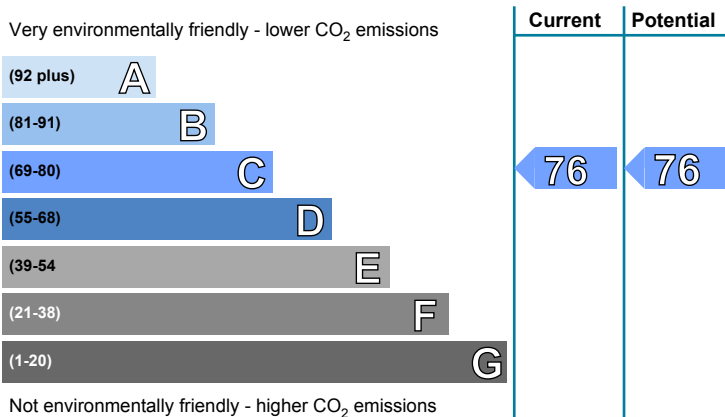 Current Potential
Very environmentally friendly - lower CO₂ emissions
(92 plus) A
(81-91) B
(69-80) C 76 76
(55-68) D
(39-54 E
(21-38) F
(1-20) G
Not environmentally friendly - higher CO₂ emissions